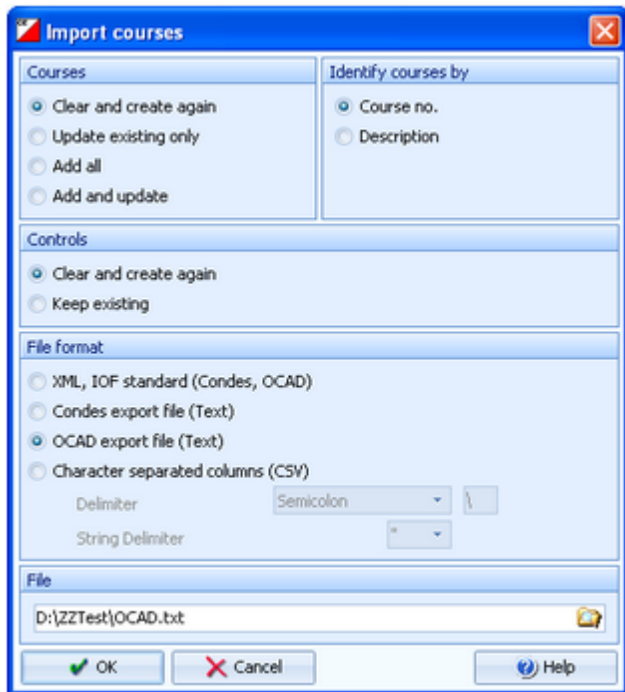 Import courses
Courses
Clear and create again
Update existing only
Add all
Add and update
Identify courses by
Course no.
Description
Controls
Clear and create again
Keep existing
File format
XML, IOF standard (Condes, OCAD)
Condes export file (Text)
OCAD export file (Text)
Character separated columns (CSV)
Delimiter Semicolon \
String Delimiter "
File
D:\ZZTest\OCAD.txt
OK Cancel Help